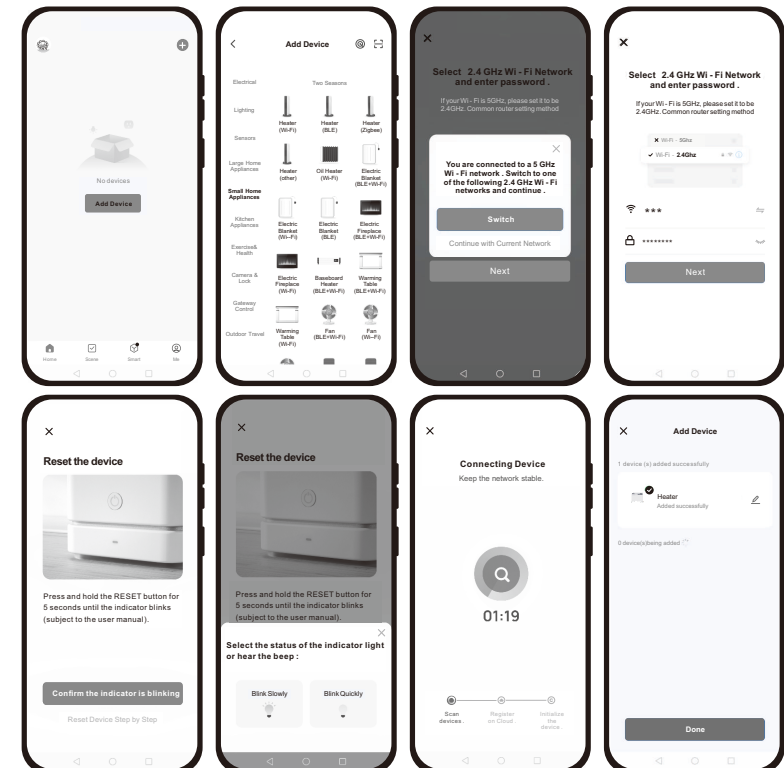 No devices
Add Device
Home
Scene
Smart
Me
Add Device
Electrical
Two Seasons
Lighting
Sensors
Large Home
Appliances
Small Home
Appliances
Kitchen
Appliances
Exercise&
Health
Camera &
Lock
Gateway
Control
Outdoor Travel
Heater
(Wi-Fi)
Heater
(BLE)
Heater
(Zigbee)
Heater
(other)
Oil Heater
(Wi-Fi)
Electric
Blanket
(BLE+Wi-Fi)
Electric
Blanket
(Wi--Fi)
Electric
Blanket
(BLE)
Electric
Fireplace
(BLE+Wi-Fi)
Electric
Fireplace
(Wi-Fi)
Baseboard
Heater
(BLE+Wi-Fi)
Warming
Table
(BLE+Wi-Fi)
Warming
Table
(Wi-Fi)
Fan
(BLE+Wi-Fi)
Fan
(Wi--Fi)
Select 2.4 GHz Wi - Fi Network
and enter password .
If your Wi - Fi is 5GHz, please set it to be
2.4GHz. Common router setting method
You are connected to a 5 GHz
Wi - Fi network . Switch to one
of the following 2.4 GHz Wi - Fi
networks and continue .
Switch
Continue with Current Network
Next
Select 2.4 GHz Wi - Fi Network
and enter password .
If your Wi - Fi is 5GHz, please set it to be
2.4GHz. Common router setting method
Wi-Fi - 5Ghz
Wi-Fi - 2.4Ghz
***
********
Next
Reset the device
Press and hold the RESET button for
5 seconds until the indicator blinks
(subject to the user manual).
Confirm the indicator is blinking
Reset Device Step by Step
Reset the device
Press and hold the RESET button for
5 seconds until the indicator blinks
(subject to the user manual).
Select the status of the indicator light
or hear the beep :
Blink Slowly
Blink Quickly
Connecting Device
Keep the network stable.
01:19
Scan
devices .
Register
on Cloud .
Initialize
the
device .
Add Device
1 device (s) added successfully
Heater
Added successfully
0 device(s)being added
Done